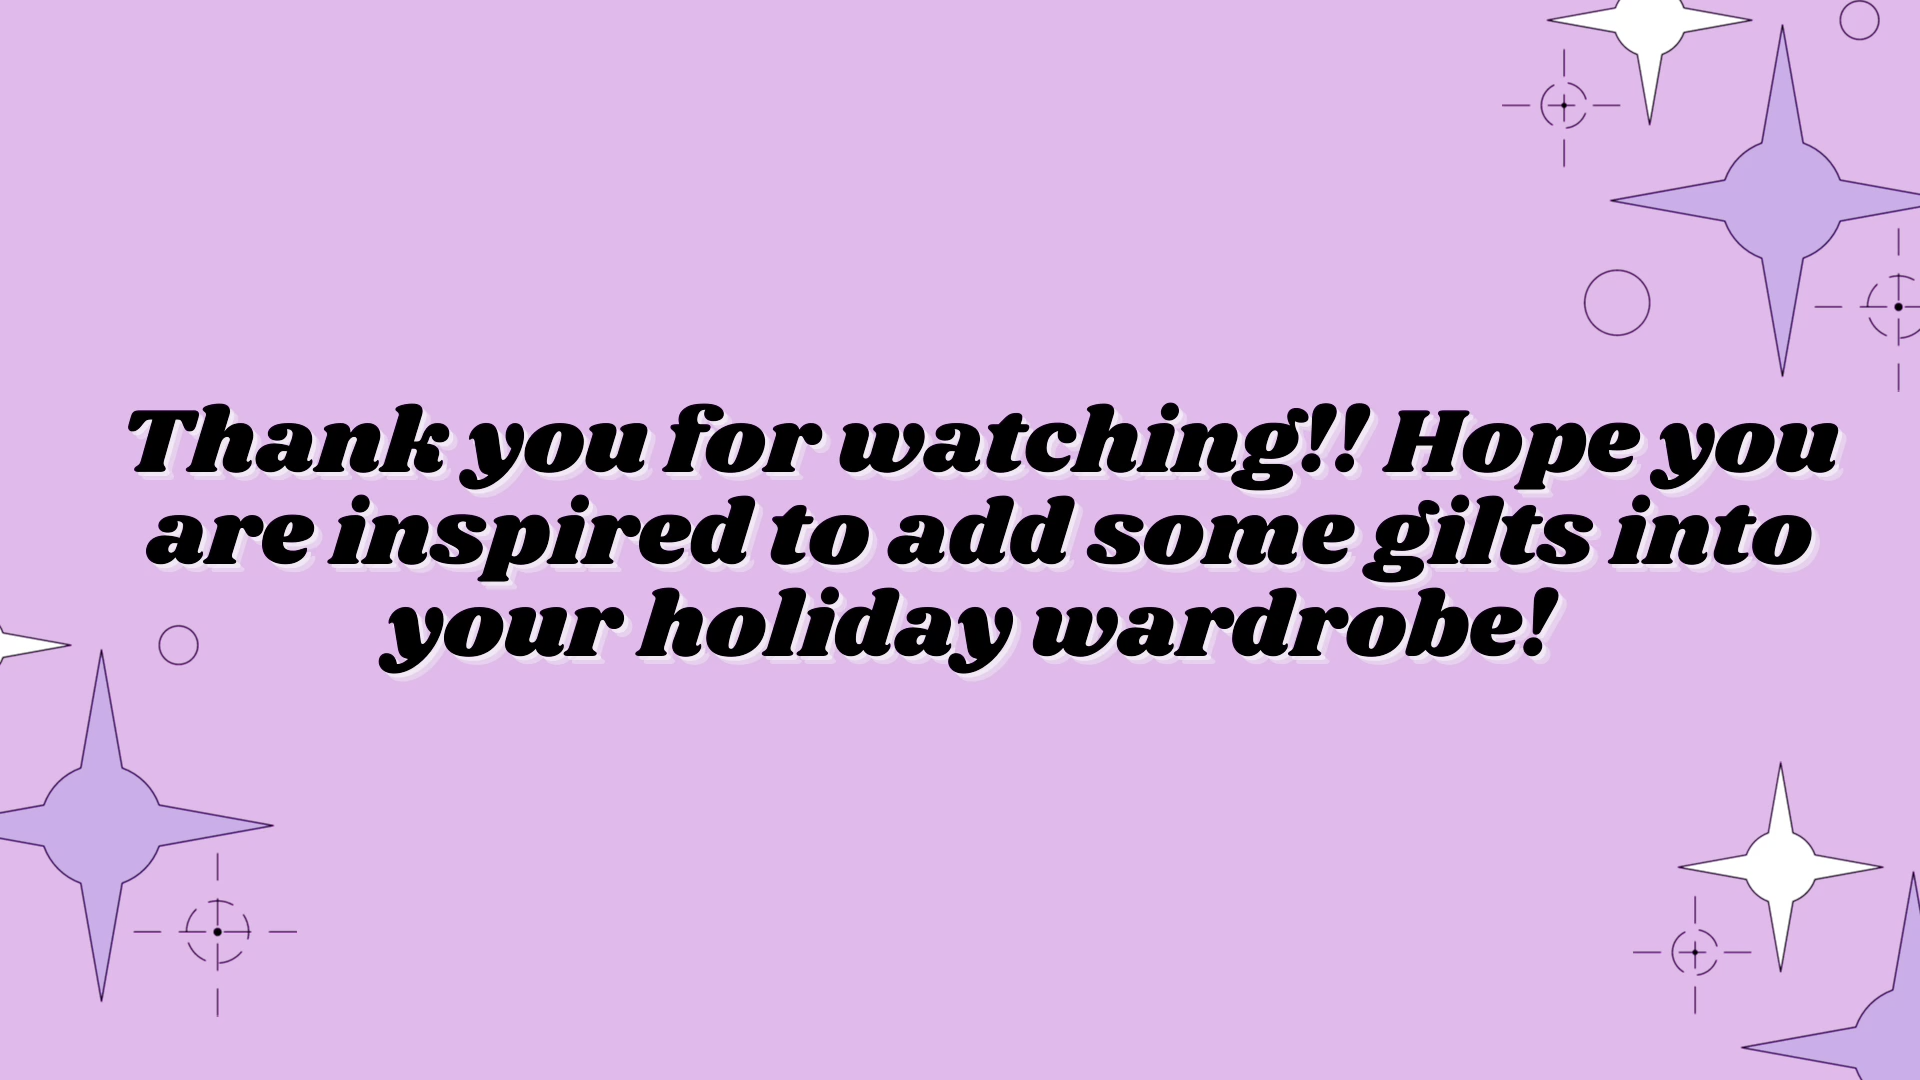 Thank you for watching!! Hope you
are inspired to add some gilts into
your holiday wardrobe!